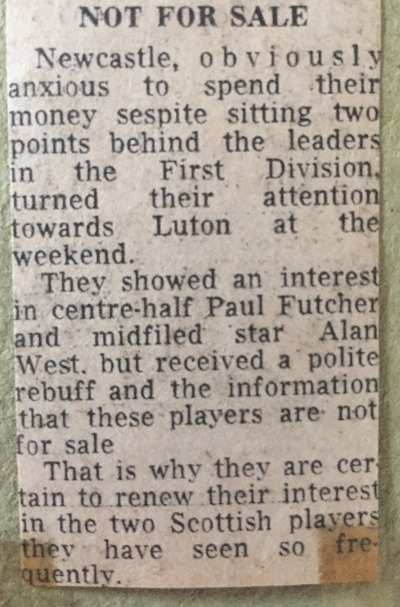 NOT FOR SALE
Newcastle, obviously
anxious to spend their
money sespite sitting two
points behind the leaders
in the First Division,
turned their attention
towards Luton at the
weekend.
They showed an interest
in centre-half Paul Futcher
and midfiled star Alan
West. but received a polite
rebuff and the information
that these players are not
for sale
That is why they are cer-
tain to renew their interest
in the two Scottish players
they have seen so fre-
quently.